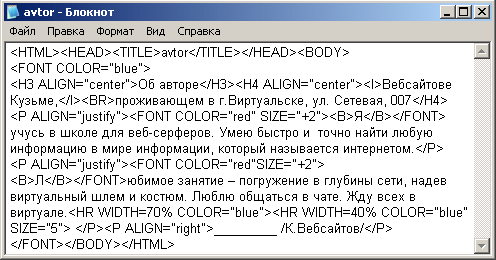 avtor - Блокнот
Файл Правка Формат Вид Справка
<HTML><HEAD><TITLE>avtor</TITLE></HEAD><BODY>
<FONT COLOR="blue">
<H3 ALIGN="center">Об авторе</H3><H4 ALIGN="center"><I>Вебсайтове
Кузьме,</I><BR>проживающем в г.Виртуальске, ул. Сетевая, 007</H4>
<P ALIGN="justify"><FONT COLOR="red" SIZE="+2"><B>Я</B></FONT>
учусь в школе для веб-серферов. Умею быстро и  точно найти любую
информацию в мире информации, который называется интернетом.</P>
<P ALIGN="justify"><FONT COLOR="red"SIZE="+2">
<B>Л</B></FONT>юбимое занятие – погружение в глубины сети, надев
виртуальный шлем и костюм. Люблю общаться в чате. Жду всех в
виртуале.<HR WIDTH=70% COLOR="blue"><HR WIDTH=40% COLOR="blue"
SIZE="5"> </P><P ALIGN="right">_________ /К.Вебсайтов/</P>
</FONT></BODY></HTML>